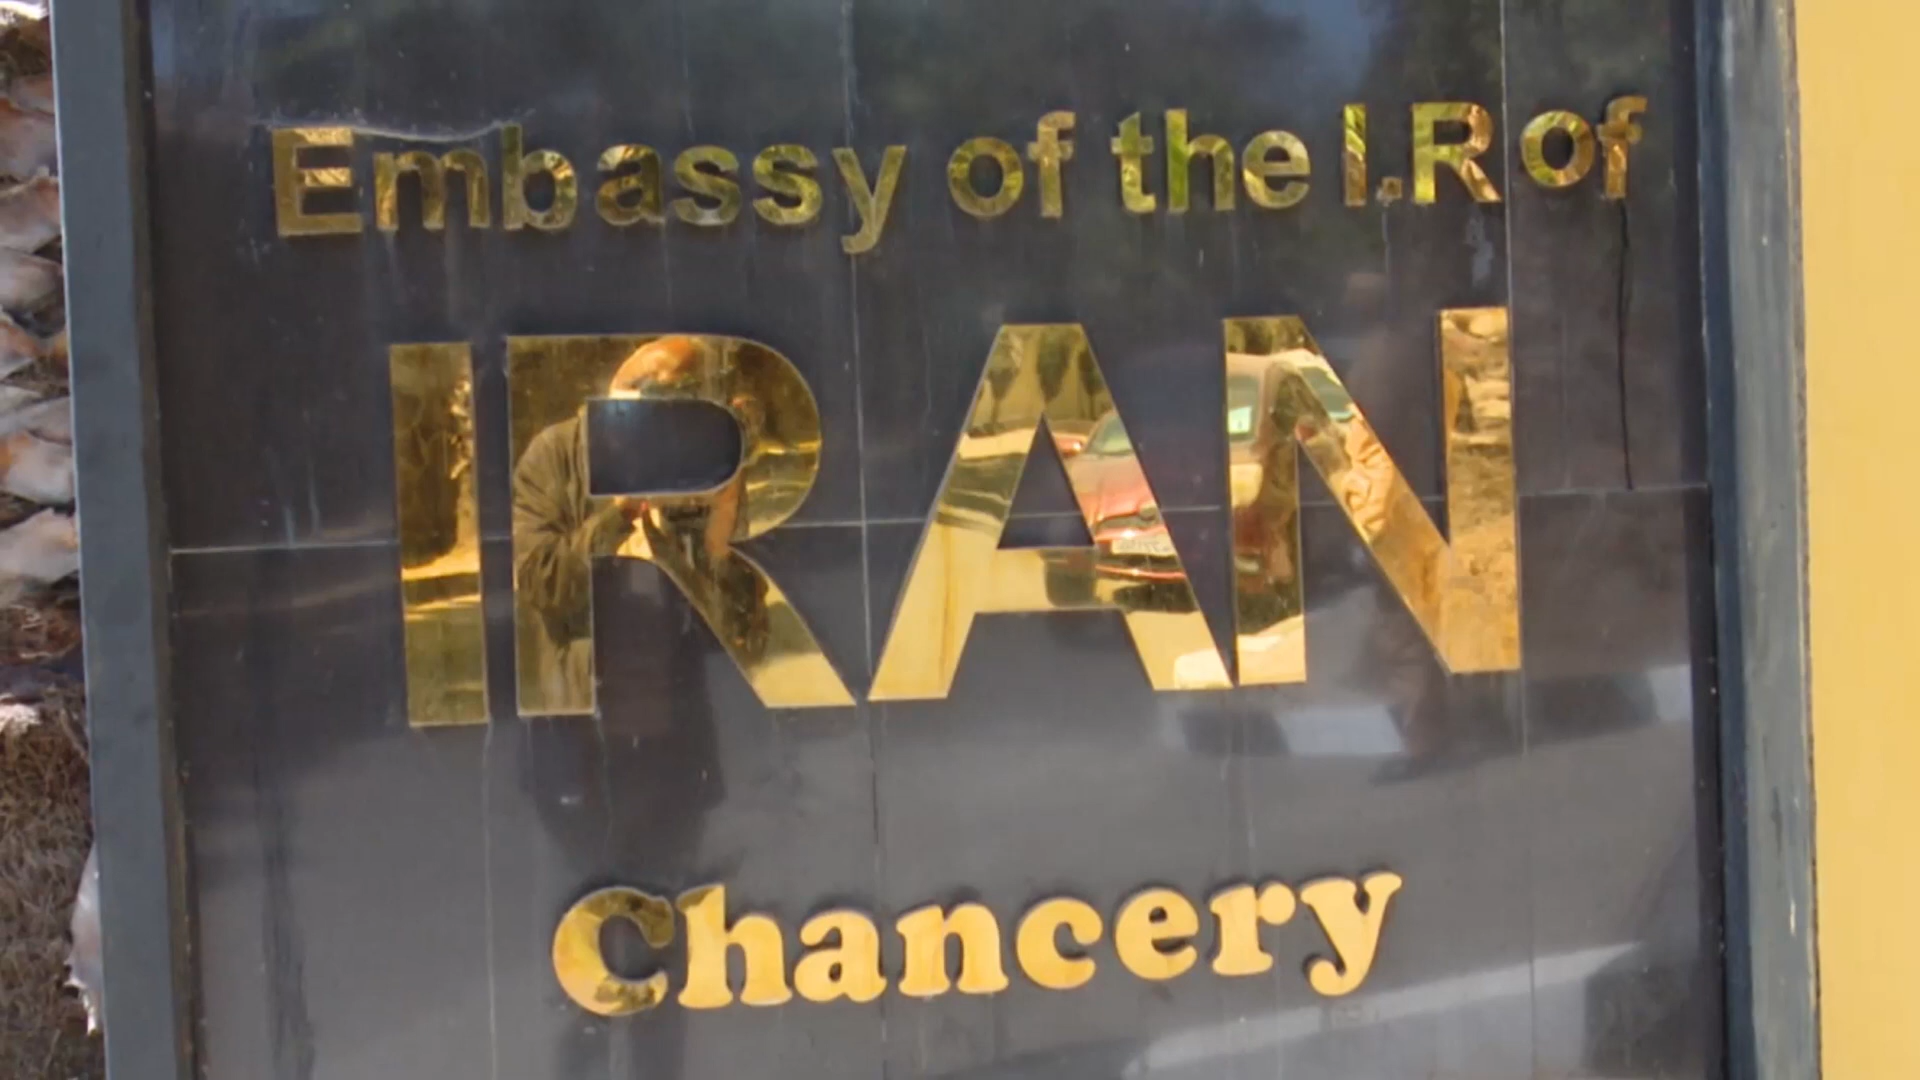 Embassy of the I.R of
IRAN
Chancery